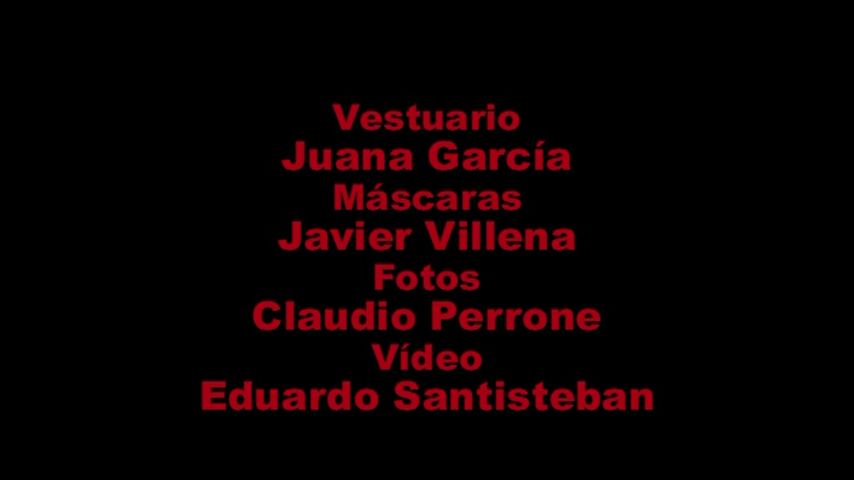 Vestuario
Juana García
Máscaras
Javier Villena
Fotos
Claudio Perrone
Vídeo
Eduardo Santisteban